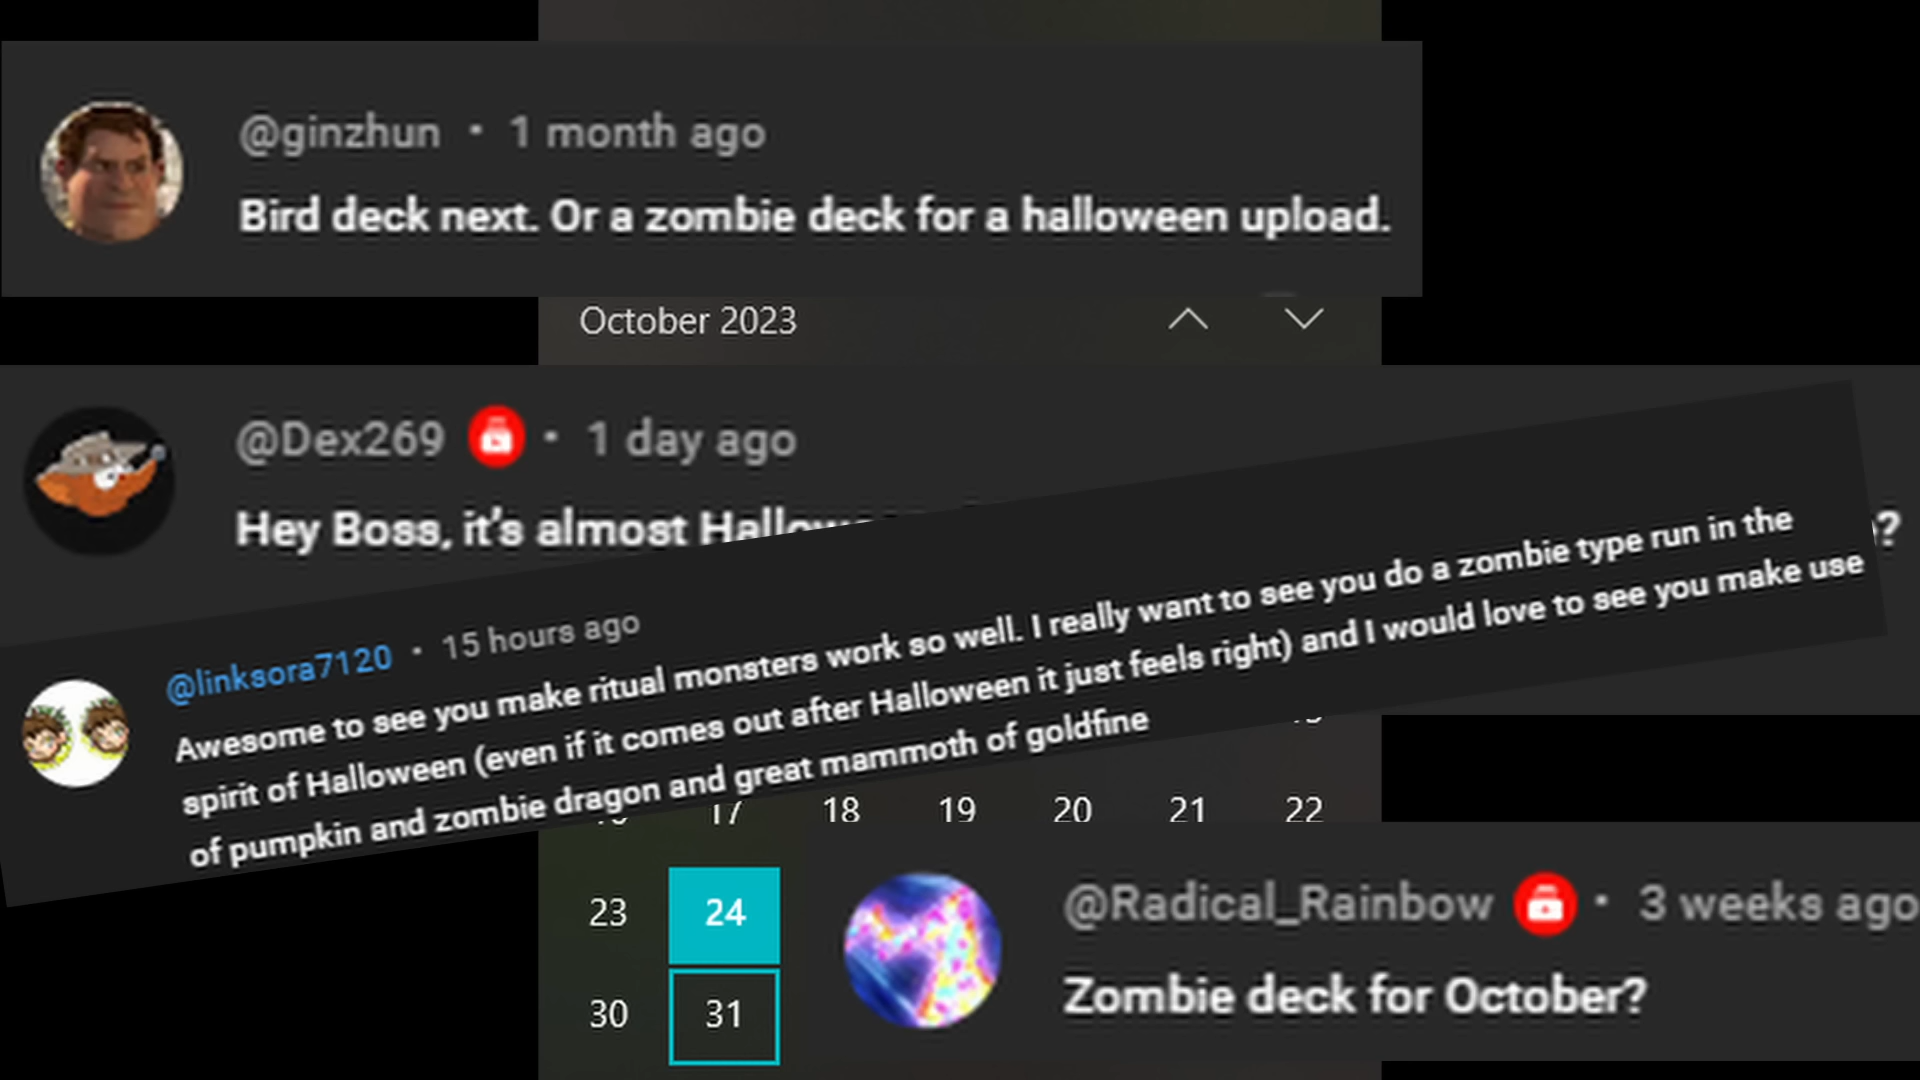 @ginzhun • 1 month ago
Bird deck next. Or a zombie deck for a halloween upload.
October 2023
@Dex269 • 1 day ago
Hey Boss, it's almost
?
@linksora7120 • 15 hours ago
Awesome to see you make ritual monsters work so well. I really want to see you do a zombie type run in the
spirit of Halloween (even if it comes out after Halloween it just feels right) and I would love to see you make use
of pumpkin and zombie dragon and great mammoth of goldfine
17 18 19 20 21 22
23 24
30 31
@Radical_Rainbow • 3 weeks ago
Zombie deck for October?